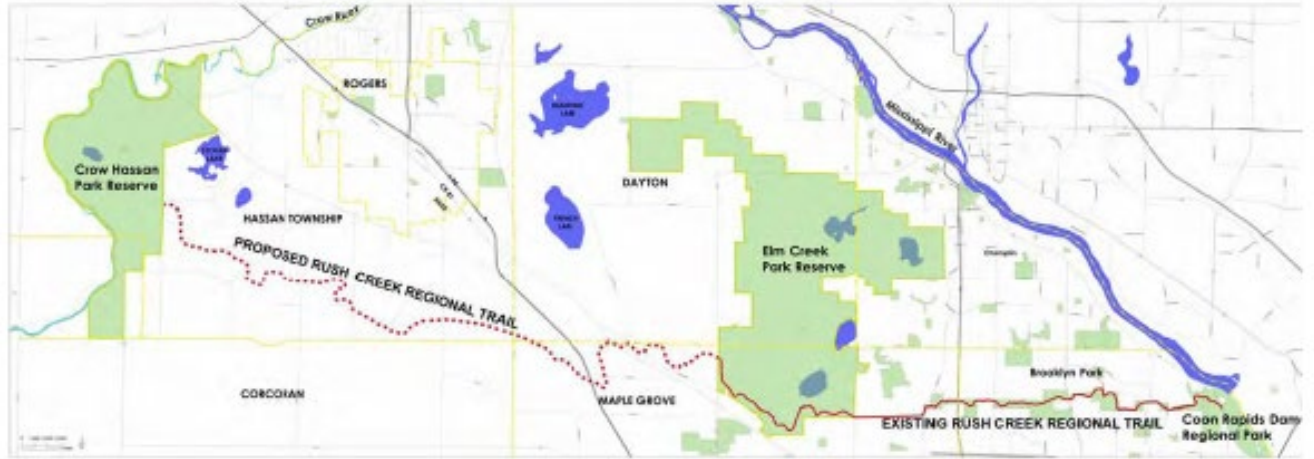 Crow River
ROGERS
Mississippi River
Crow Hassan
Park Reserve
DAYTON
HASSAN TOWNSHIP
Elm Creek
Park Reserve
Champlin
PROPOSED RUSH CREEK REGIONAL TRAIL
Brooklyn Park
CORCORAN
MAPLE GROVE
EXISTING RUSH CREEK REGIONAL TRAIL
Coon Rapids Dam
Regional Park